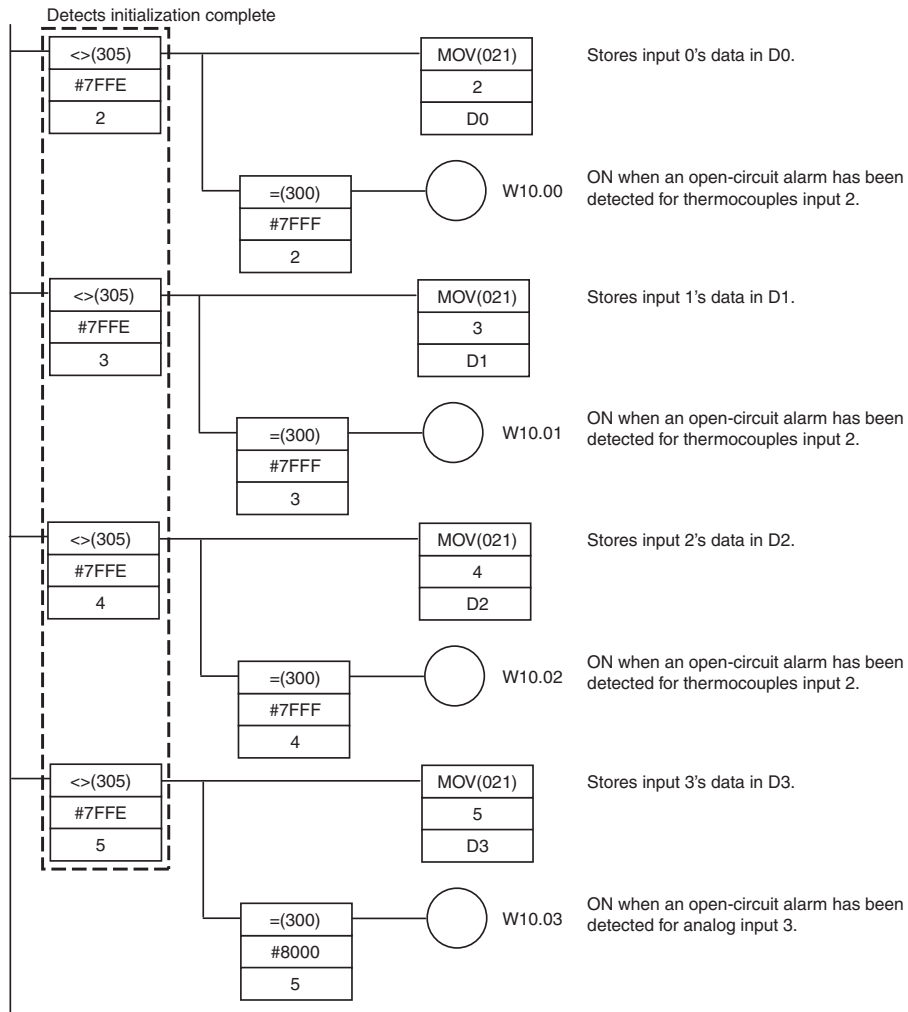 Detects initialization complete
<>(305)
#7FFE
2
MOV(021)
2
D0
Stores input 0's data in D0.
=(300)
#7FFF
2
W10.00
ON when an open-circuit alarm has been
detected for thermocouples input 2.
<>(305)
#7FFE
3
MOV(021)
3
D1
Stores input 1's data in D1.
=(300)
#7FFF
3
W10.01
ON when an open-circuit alarm has been
detected for thermocouples input 2.
<>(305)
#7FFE
4
MOV(021)
4
D2
Stores input 2's data in D2.
=(300)
#7FFF
4
W10.02
ON when an open-circuit alarm has been
detected for thermocouples input 2.
<>(305)
#7FFE
5
MOV(021)
5
D3
Stores input 3's data in D3.
=(300)
#8000
5
W10.03
ON when an open-circuit alarm has been
detected for analog input 3.